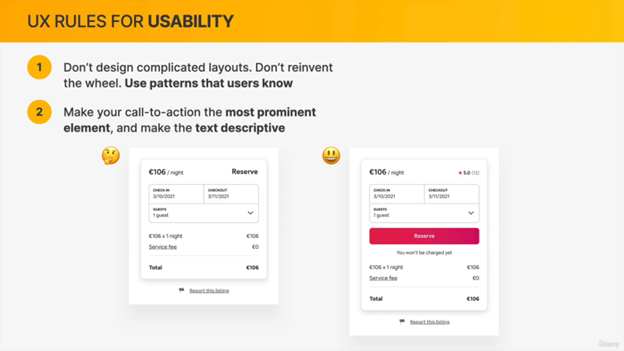 UX RULES FOR USABILITY
1
Don't design complicated layouts. Don't reinvent
the wheel. Use patterns that users know
2
Make your call-to-action the most prominent
element, and make the text descriptive
€106 / night Reserve
CHECK-IN CHECKOUT
3/10/2021 3/11/2021
GUESTS
1 guest
€106 x 1 night €106
Service fee €0
Total €106
Report this listing
€106 / night ★ 5.0 (12)
CHECK-IN CHECKOUT
3/10/2021 3/11/2021
GUESTS
1 guest
Reserve
You won't be charged yet
€106 x 1 night €106
Service fee €0
Total €106
Report this listing
Udemy